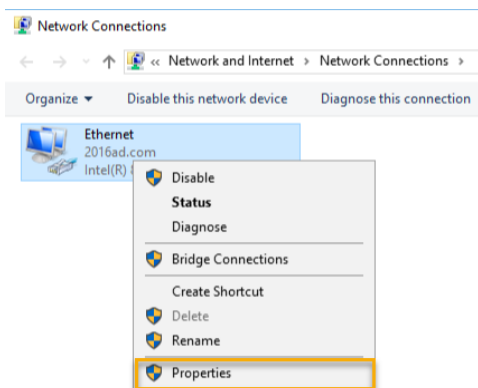 Network Connections
« Network and Internet > Network Connections >
Organize Disable this network device Diagnose this connection
Ethernet
2016ad.com
Intel(R)
Disable
Status
Diagnose
Bridge Connections
Create Shortcut
Delete
Rename
Properties